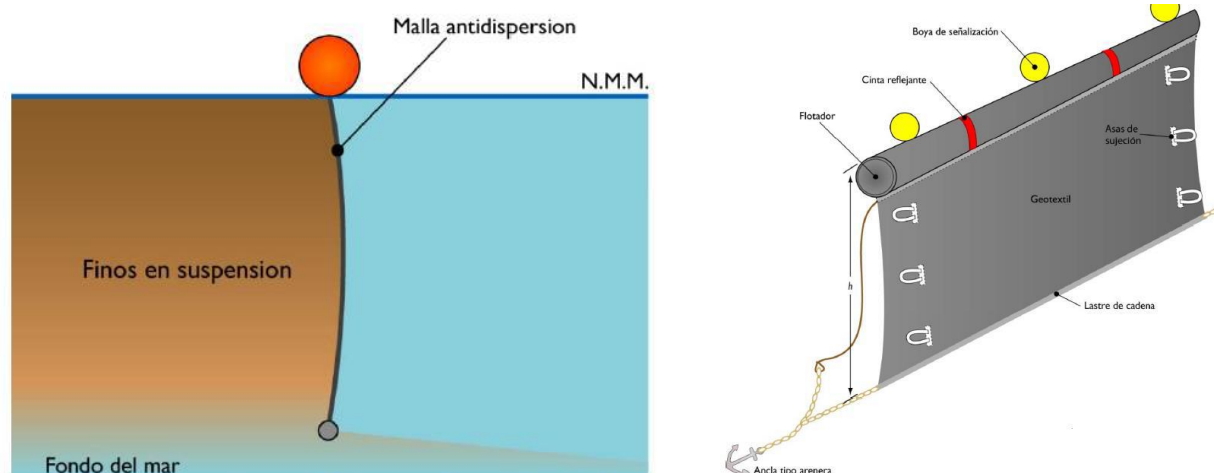 Malla antidispersion
N.M.M.
Finos en suspension
Fondo del mar
Boya de señalización
Cinta reflejante
Flotador
Asas de
sujeción
Geotextil
h
Lastre de cadena
Ancla tipo arenera